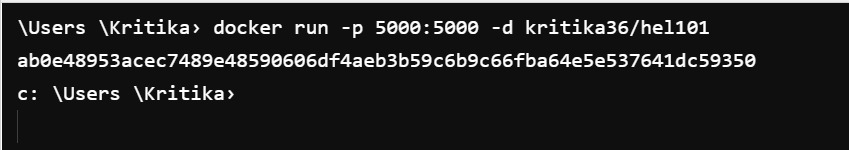 \Users \Kritika› docker run -p 5000:5000 -d kritika36/hel101
ab0e48953acec7489e48590606df4aeb3b59c6b9c66fba64e5e537641dc59350
c: \Users \Kritika›